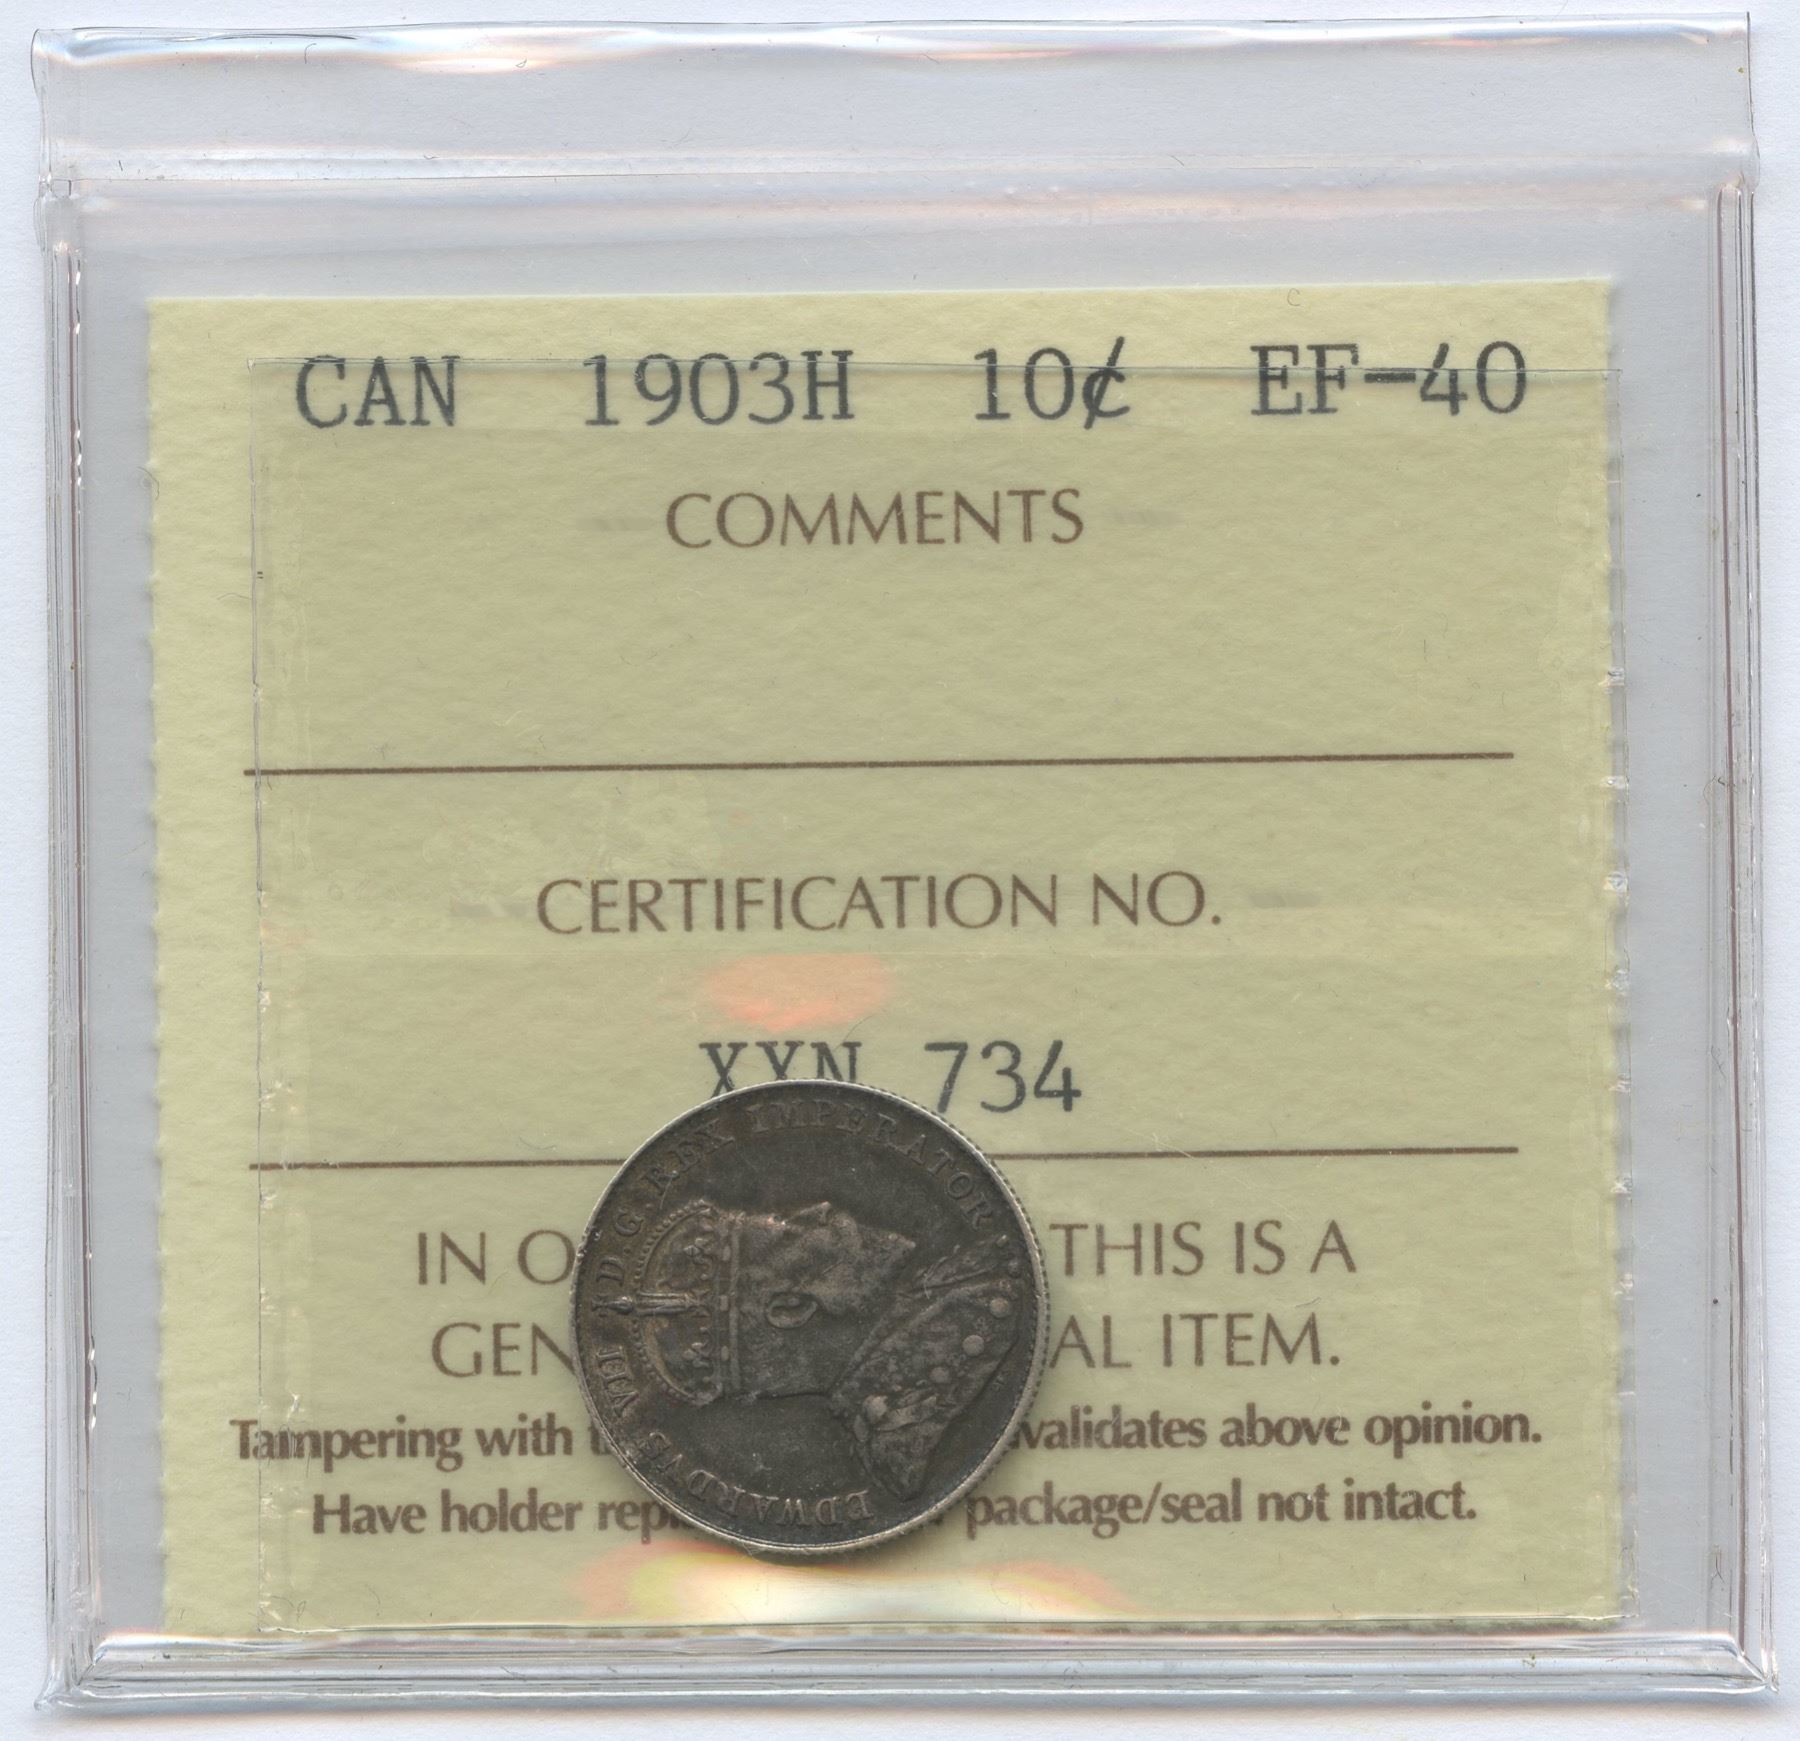 CAN 1903H 10¢ EF-40
COMMENTS
CERTIFICATION NO.
XXN 734
EDWARDVS VII D.G. REX IMPERATOR
IN O THIS IS A
GEN AL ITEM.
Tampering with t validates above opinion.
Have holder rep package/seal not intact.